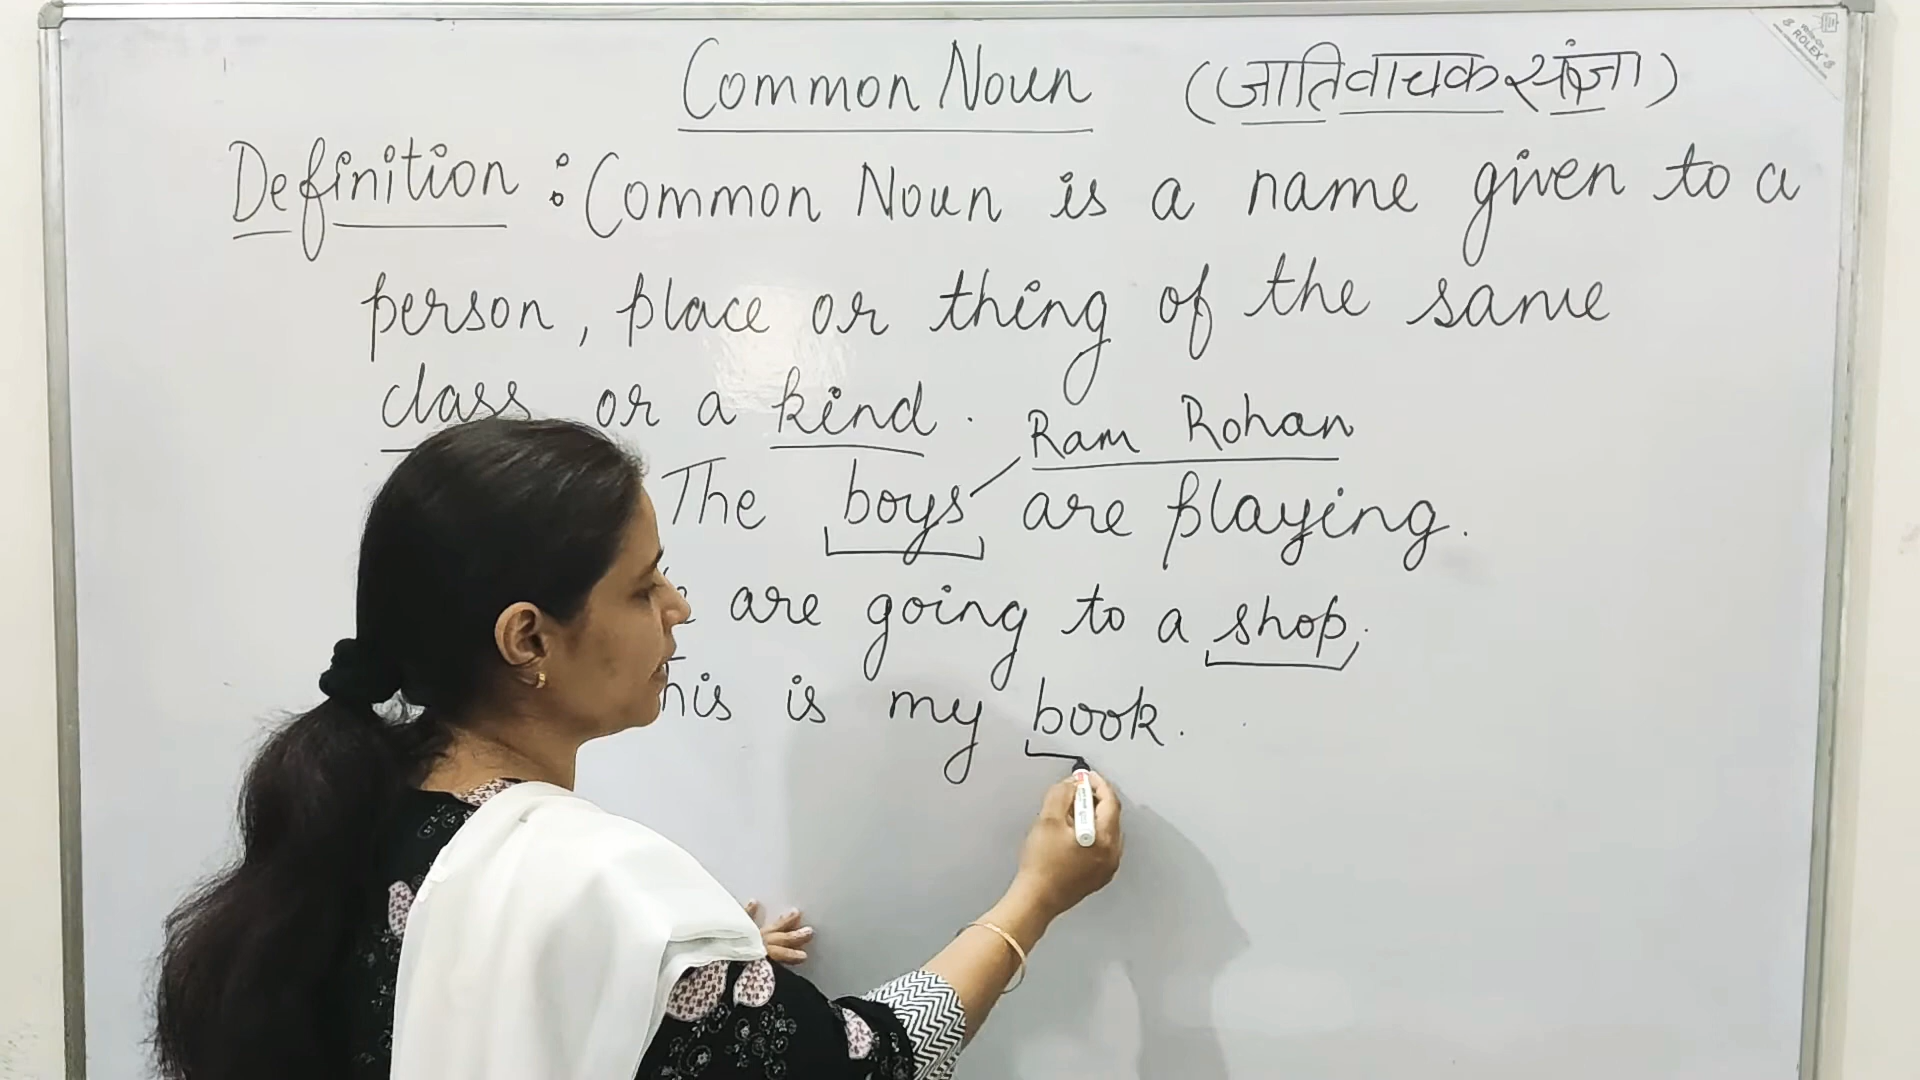 Common Noun (जातिवाचक संज्ञा)
Definition : Common Noun is a name given to a
person, place or thing of the same
class or a kind.
Ram Rohan
The boys are playing.
are going to a shop.
is my book.
ROLEX